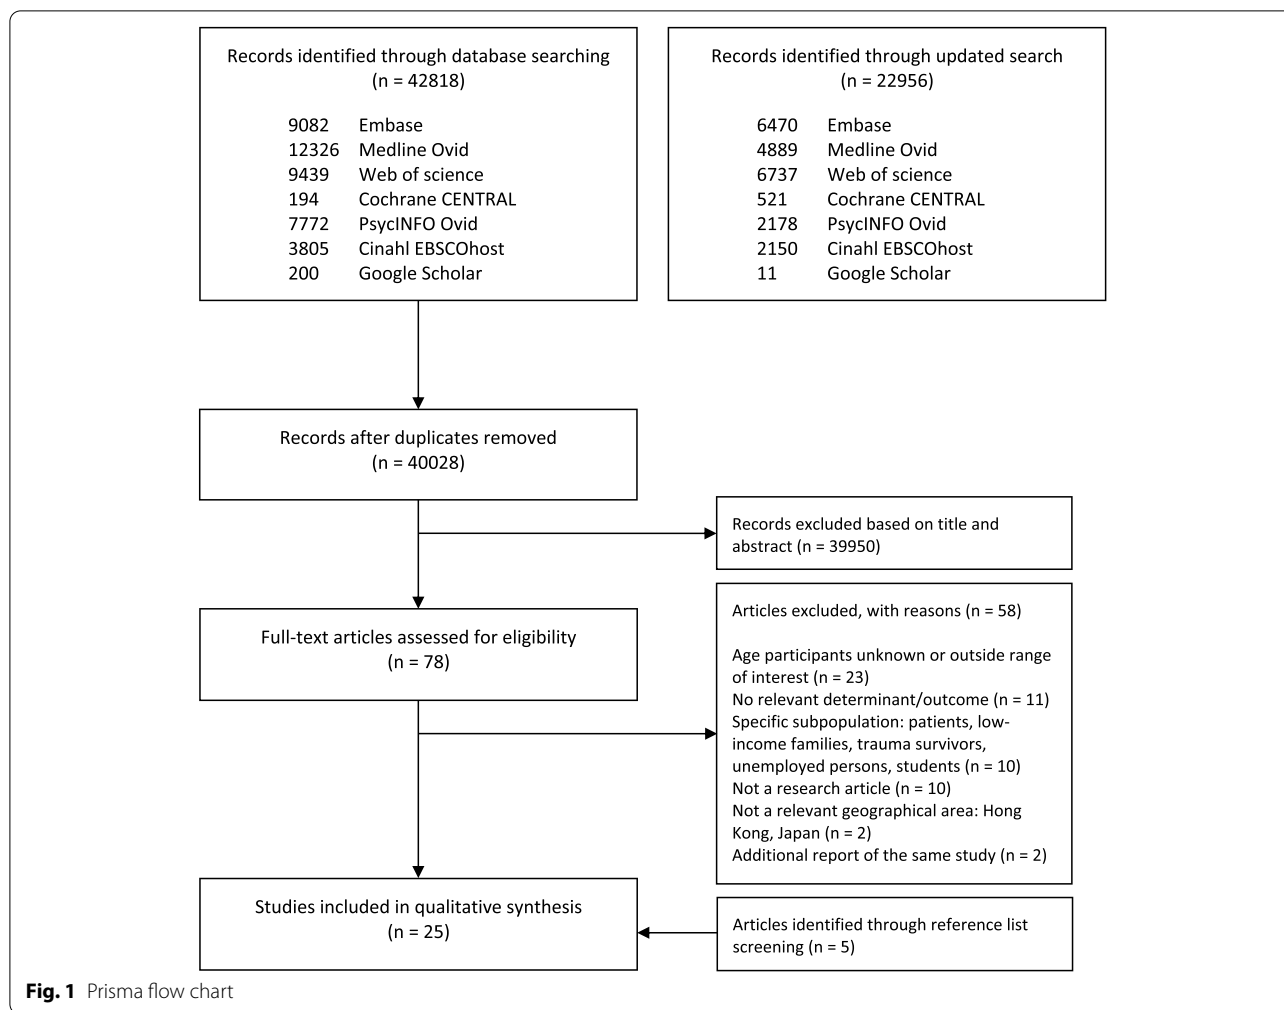 Records identified through database searching
(n = 42818)
9082 Embase
12326 Medline Ovid
9439 Web of science
194 Cochrane CENTRAL
7772 PsycINFO Ovid
3805 Cinahl EBSCOhost
200 Google Scholar
Records identified through updated search
(n = 22956)
6470 Embase
4889 Medline Ovid
6737 Web of science
521 Cochrane CENTRAL
2178 PsycINFO Ovid
2150 Cinahl EBSCOhost
11 Google Scholar
Records after duplicates removed
(n = 40028)
Records excluded based on title and
abstract (n = 39950)
Full-text articles assessed for eligibility
(n = 78)
Articles excluded, with reasons (n = 58)
Age participants unknown or outside range
of interest (n = 23)
No relevant determinant/outcome (n = 11)
Specific subpopulation: patients, low-
income families, trauma survivors,
unemployed persons, students (n = 10)
Not a research article (n = 10)
Not a relevant geographical area: Hong
Kong, Japan (n = 2)
Additional report of the same study (n = 2)
Studies included in qualitative synthesis
(n = 25)
Articles identified through reference list
screening (n = 5)
Fig. 1 Prisma flow chart